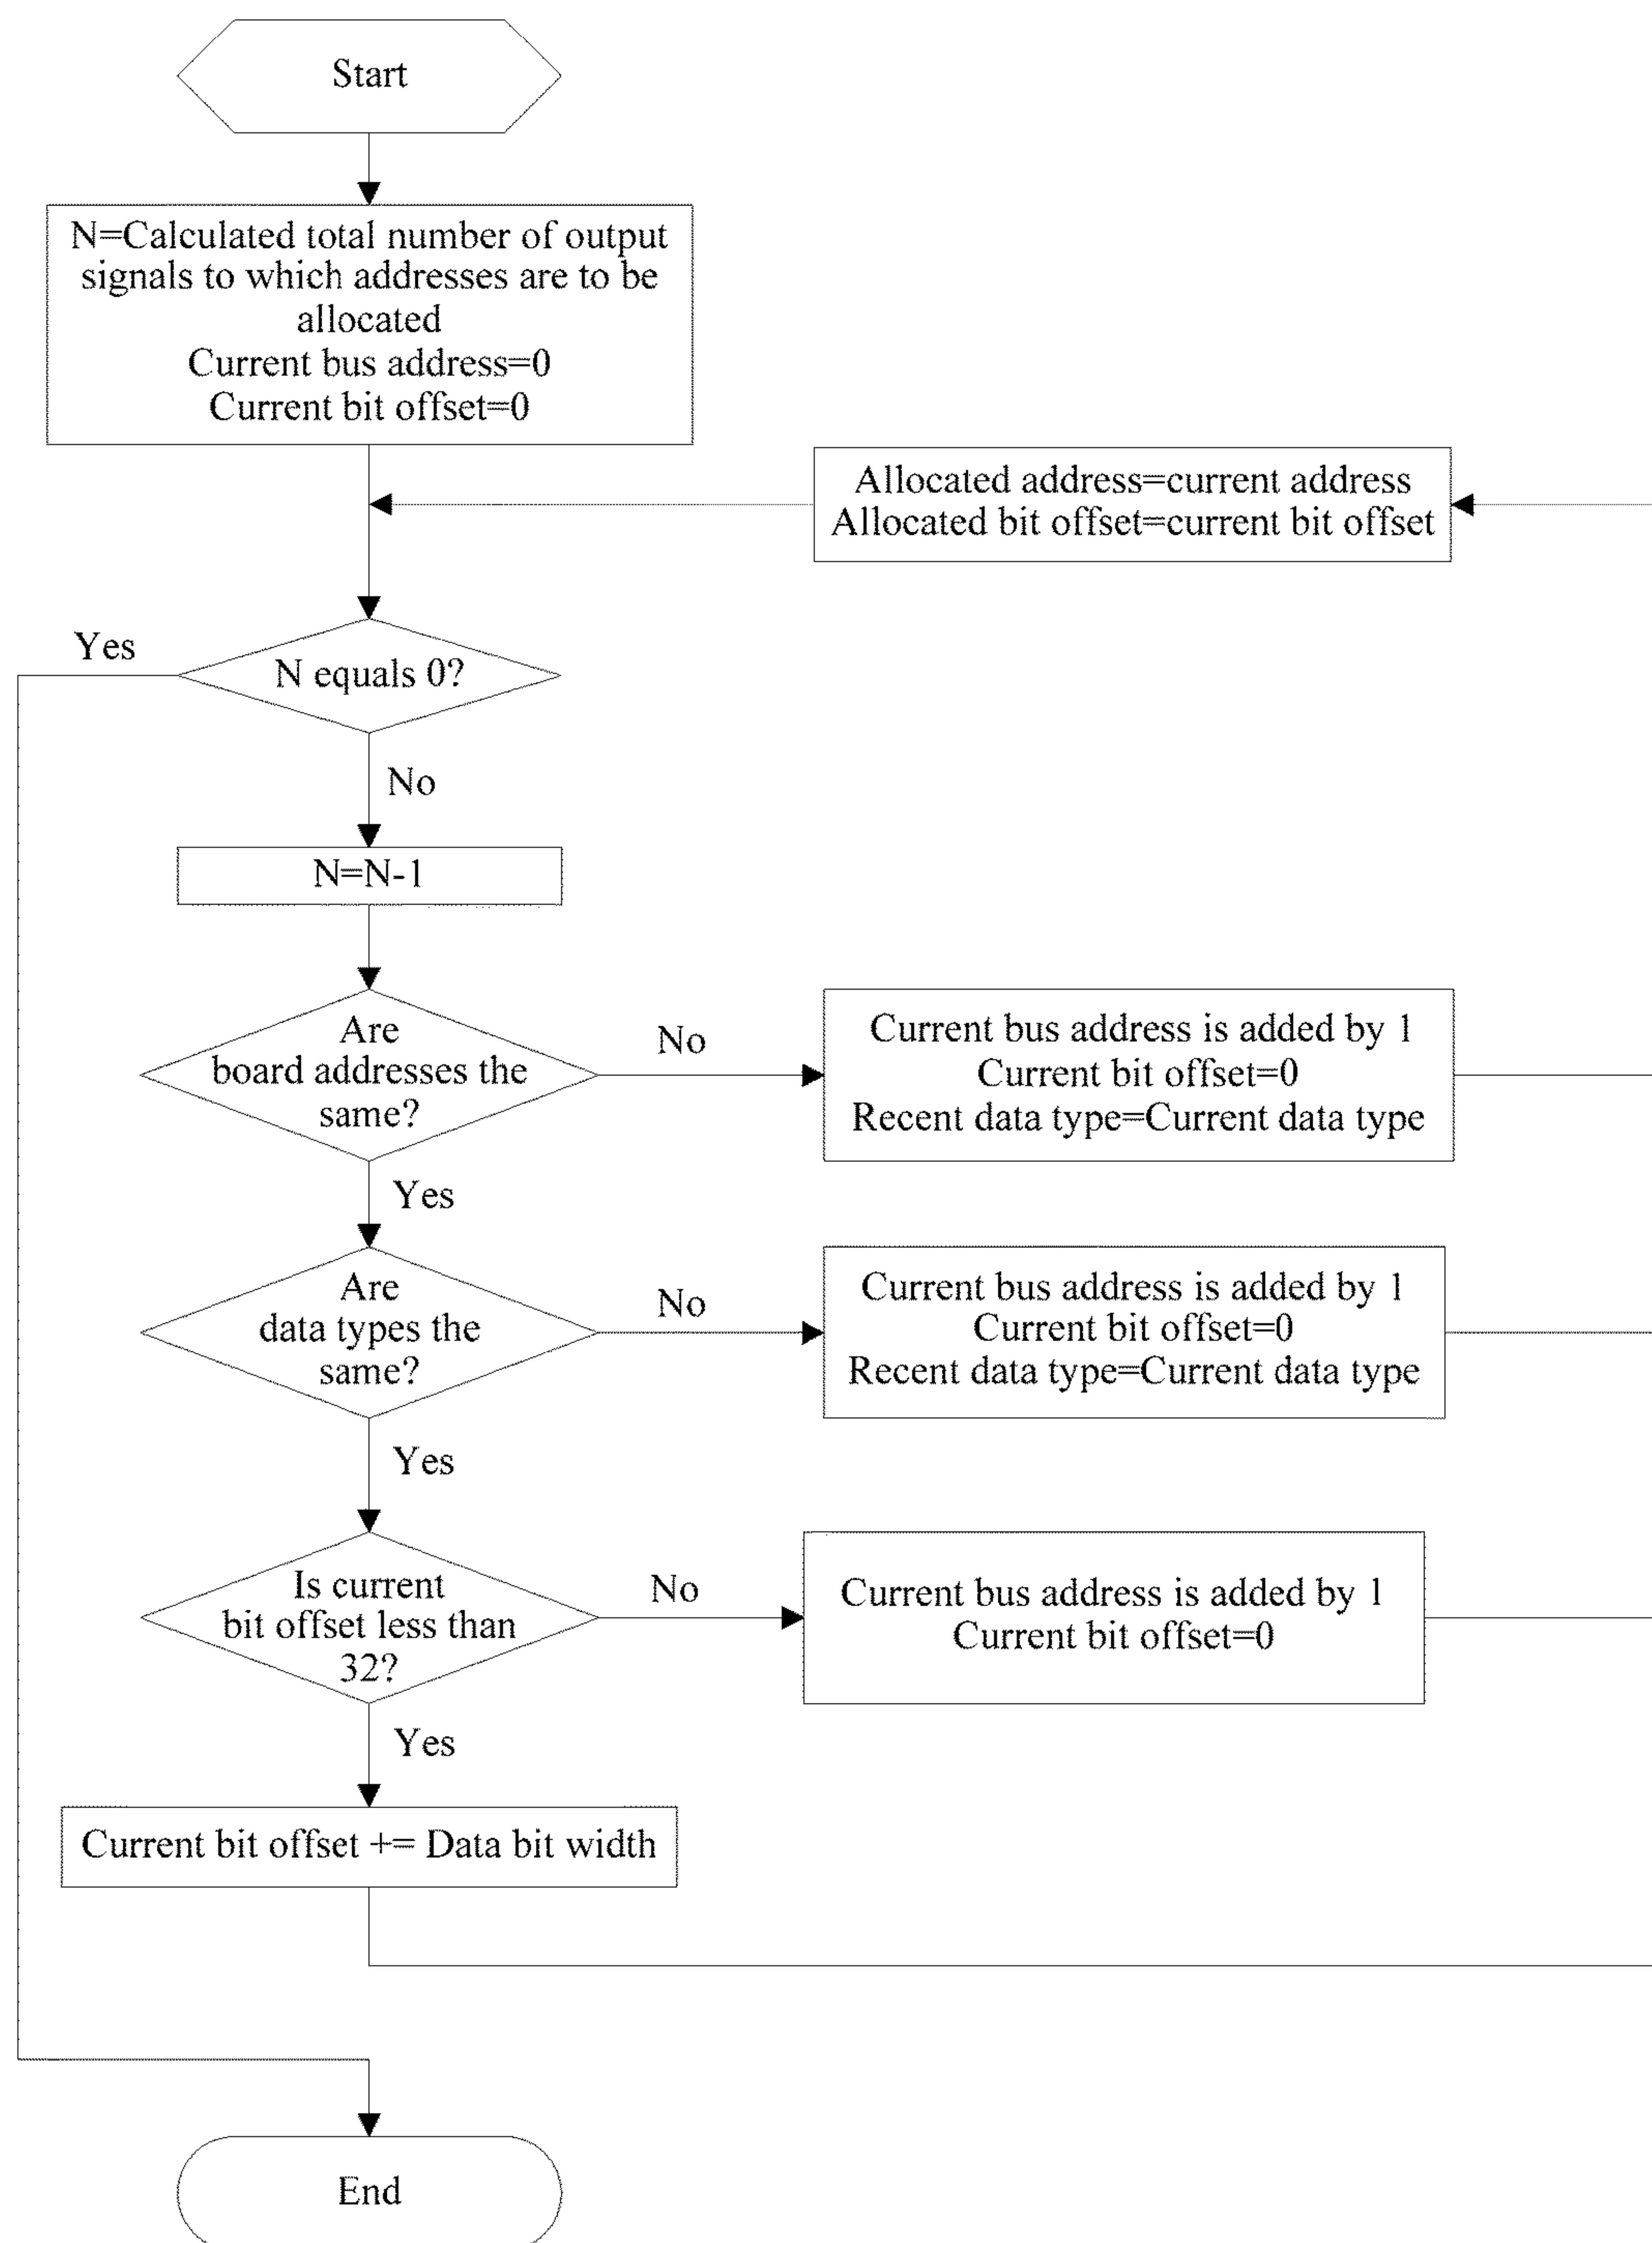 Start
N=Calculated total number of output
signals to which addresses are to be
allocated
Current bus address=0
Current bit offset=0
Allocated address=current address
Allocated bit offset=current bit offset
Yes
N equals 0?
No
N=N-1
Are
board addresses the
same?
No
Current bus address is added by 1
Current bit offset=0
Recent data type=Current data type
Yes
Are
data types the
same?
No
Current bus address is added by 1
Current bit offset=0
Recent data type=Current data type
Yes
Is current
bit offset less than
32?
No
Current bus address is added by 1
Current bit offset=0
Yes
Current bit offset += Data bit width
End